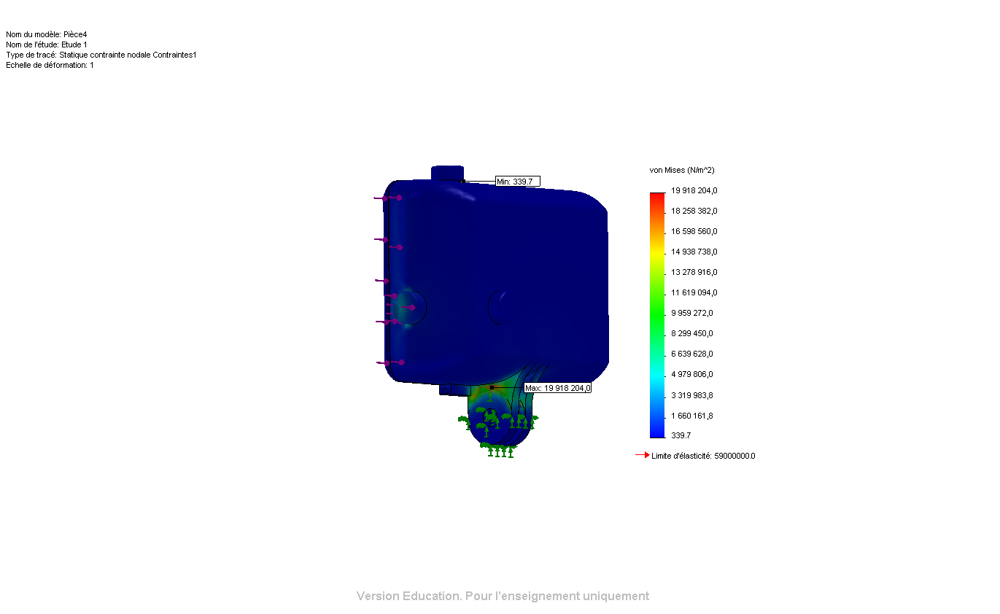 Nom du modèle: Pièce4
Nom de l'étude: Etude 1
Type de tracé: Statique contrainte nodale Contraintes1
Echelle de déformation: 1
von Mises (N/m^2)
Min: 339.7
19 918 204,0
18 258 382,0
16 598 560,0
14 938 738,0
13 278 916,0
11 619 094,0
9 959 272,0
8 299 450,0
6 639 628,0
4 979 806,0
3 319 983,8
1 660 161,8
339.7
Max: 19 918 204,0
Limite d'élasticité: 59000000.0
Version Education. Pour l'enseignement uniquement